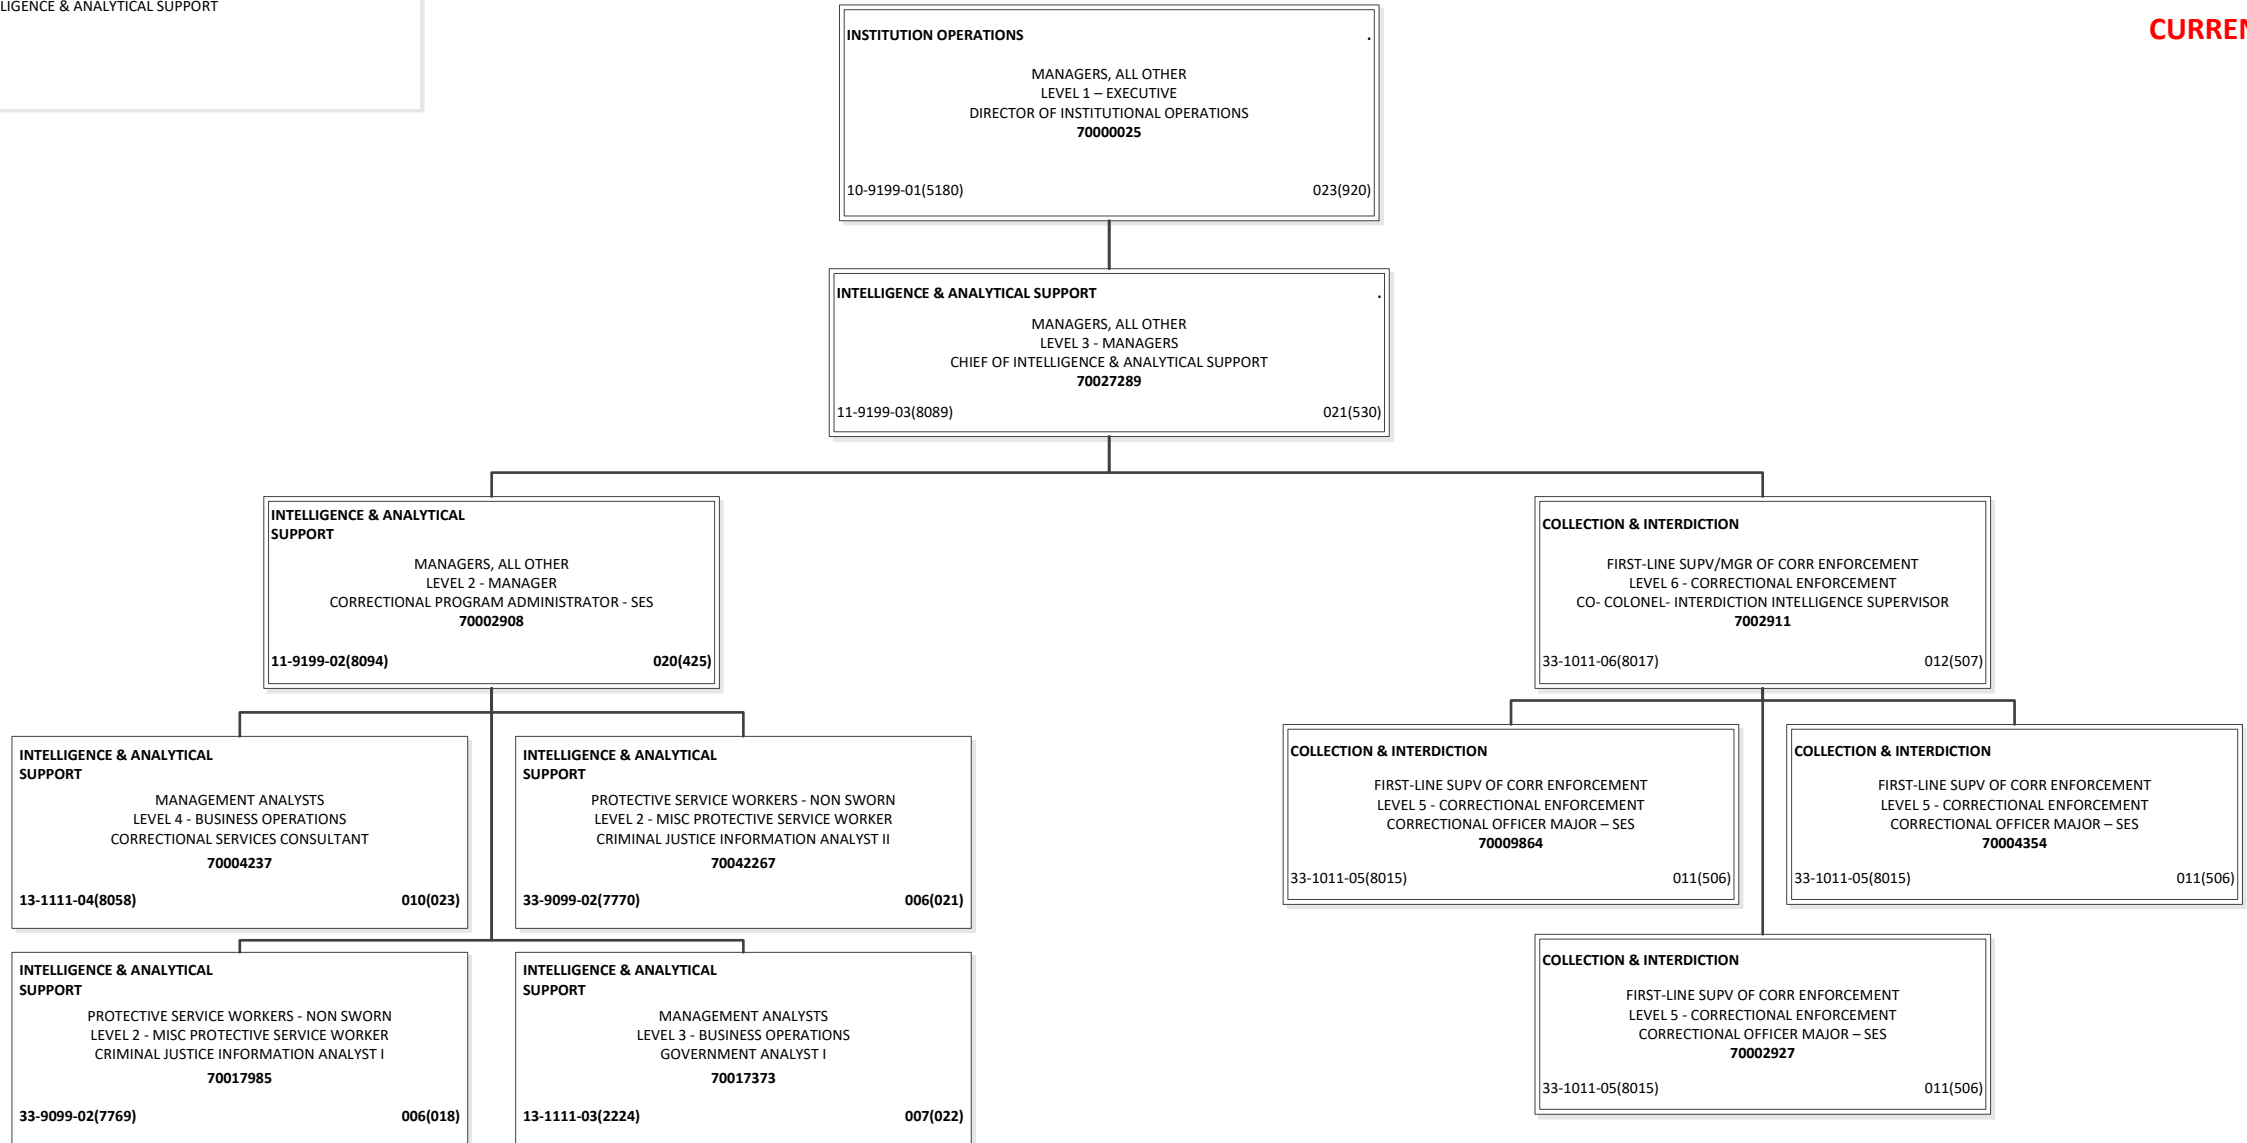 LIGENCE & ANALYTICAL SUPPORT
CURREN
INSTITUTION OPERATIONS .
MANAGERS, ALL OTHER
LEVEL 1 – EXECUTIVE
DIRECTOR OF INSTITUTIONAL OPERATIONS
70000025
10-9199-01(5180) 023(920)
INTELLIGENCE & ANALYTICAL SUPPORT .
MANAGERS, ALL OTHER
LEVEL 3 - MANAGERS
CHIEF OF INTELLIGENCE & ANALYTICAL SUPPORT
70027289
11-9199-03(8089) 021(530)
INTELLIGENCE & ANALYTICAL
SUPPORT
MANAGERS, ALL OTHER
LEVEL 2 - MANAGER
CORRECTIONAL PROGRAM ADMINISTRATOR - SES
70002908
11-9199-02(8094) 020(425)
COLLECTION & INTERDICTION
FIRST-LINE SUPV/MGR OF CORR ENFORCEMENT
LEVEL 6 - CORRECTIONAL ENFORCEMENT
CO- COLONEL- INTERDICTION INTELLIGENCE SUPERVISOR
7002911
33-1011-06(8017) 012(507)
INTELLIGENCE & ANALYTICAL
SUPPORT
MANAGEMENT ANALYSTS
LEVEL 4 - BUSINESS OPERATIONS
CORRECTIONAL SERVICES CONSULTANT
70004237
13-1111-04(8058) 010(023)
INTELLIGENCE & ANALYTICAL
SUPPORT
PROTECTIVE SERVICE WORKERS - NON SWORN
LEVEL 2 - MISC PROTECTIVE SERVICE WORKER
CRIMINAL JUSTICE INFORMATION ANALYST II
70042267
33-9099-02(7770) 006(021)
COLLECTION & INTERDICTION
FIRST-LINE SUPV OF CORR ENFORCEMENT
LEVEL 5 - CORRECTIONAL ENFORCEMENT
CORRECTIONAL OFFICER MAJOR – SES
70009864
33-1011-05(8015) 011(506)
COLLECTION & INTERDICTION
FIRST-LINE SUPV OF CORR ENFORCEMENT
LEVEL 5 - CORRECTIONAL ENFORCEMENT
CORRECTIONAL OFFICER MAJOR – SES
70004354
33-1011-05(8015) 011(506)
INTELLIGENCE & ANALYTICAL
SUPPORT
PROTECTIVE SERVICE WORKERS - NON SWORN
LEVEL 2 - MISC PROTECTIVE SERVICE WORKER
CRIMINAL JUSTICE INFORMATION ANALYST I
70017985
33-9099-02(7769) 006(018)
INTELLIGENCE & ANALYTICAL
SUPPORT
MANAGEMENT ANALYSTS
LEVEL 3 - BUSINESS OPERATIONS
GOVERNMENT ANALYST I
70017373
13-1111-03(2224) 007(022)
COLLECTION & INTERDICTION
FIRST-LINE SUPV OF CORR ENFORCEMENT
LEVEL 5 - CORRECTIONAL ENFORCEMENT
CORRECTIONAL OFFICER MAJOR – SES
70002927
33-1011-05(8015) 011(506)